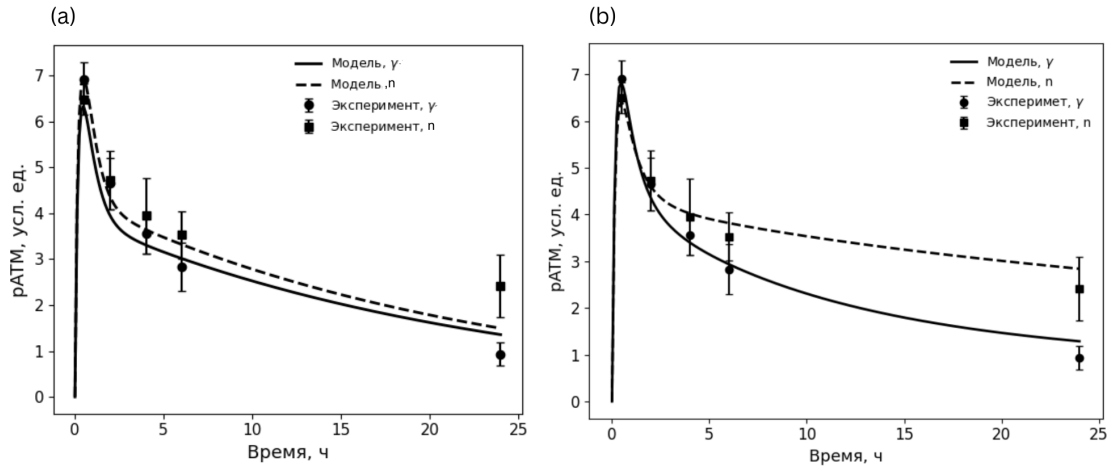 (a)
pATM, усл. ед.
7
6
5
4
3
2
1
0
Модель, γ.
Модель ,n
Эксперимент, γ.
Эксперимент, n
0
5
10
15
20
25
Время, ч
(b)
pATM, усл. ед.
7
6
5
4
3
2
1
0
Модель, γ
Модель, n
Эксперимет, γ
Эксперимент, n
0
5
10
15
20
25
Время, ч